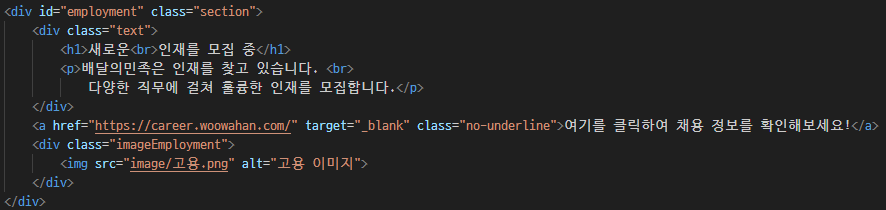 <div id="employment" class="section">
<div class="text">
<h1>새로운<br>인재를 모집 중</h1>
<p>배달의민족은 인재를 찾고 있습니다. <br>
다양한 직무에 걸쳐 훌륭한 인재를 모집합니다.</p>
</div>
<a href="https://career.woowahan.com/" target="_blank" class="no-underline">여기를 클릭하여 채용 정보를 확인해보세요!</a>
<div class="imageEmployment">
<img src="image/고용.png" alt="고용 이미지">
</div>
</div>